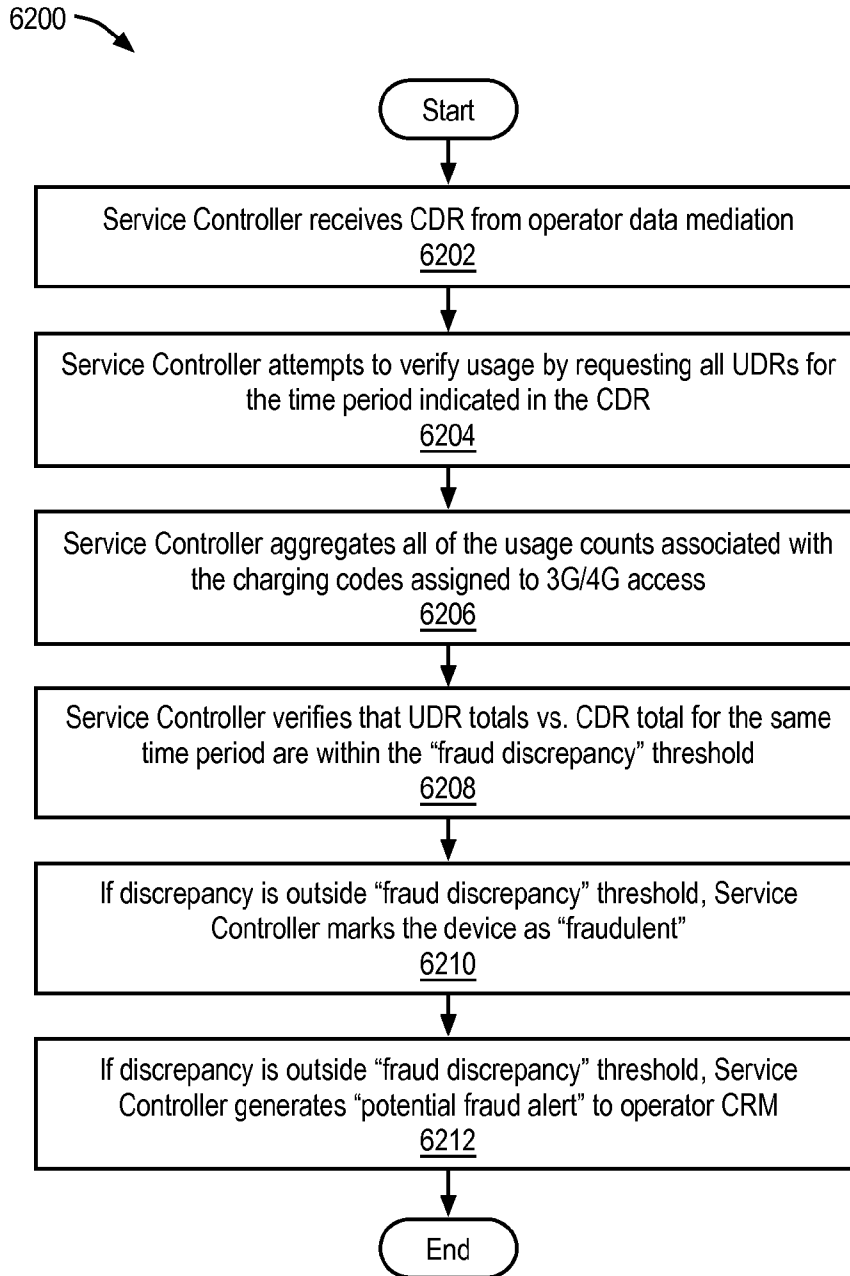 6200
Start
Service Controller receives CDR from operator data mediation
6202
Service Controller attempts to verify usage by requesting all UDRs for
the time period indicated in the CDR
6204
Service Controller aggregates all of the usage counts associated with
the charging codes assigned to 3G/4G access
6206
Service Controller verifies that UDR totals vs. CDR total for the same
time period are within the “fraud discrepancy” threshold
6208
If discrepancy is outside “fraud discrepancy” threshold, Service
Controller marks the device as “fraudulent”
6210
If discrepancy is outside “fraud discrepancy” threshold, Service
Controller generates “potential fraud alert” to operator CRM
6212
End